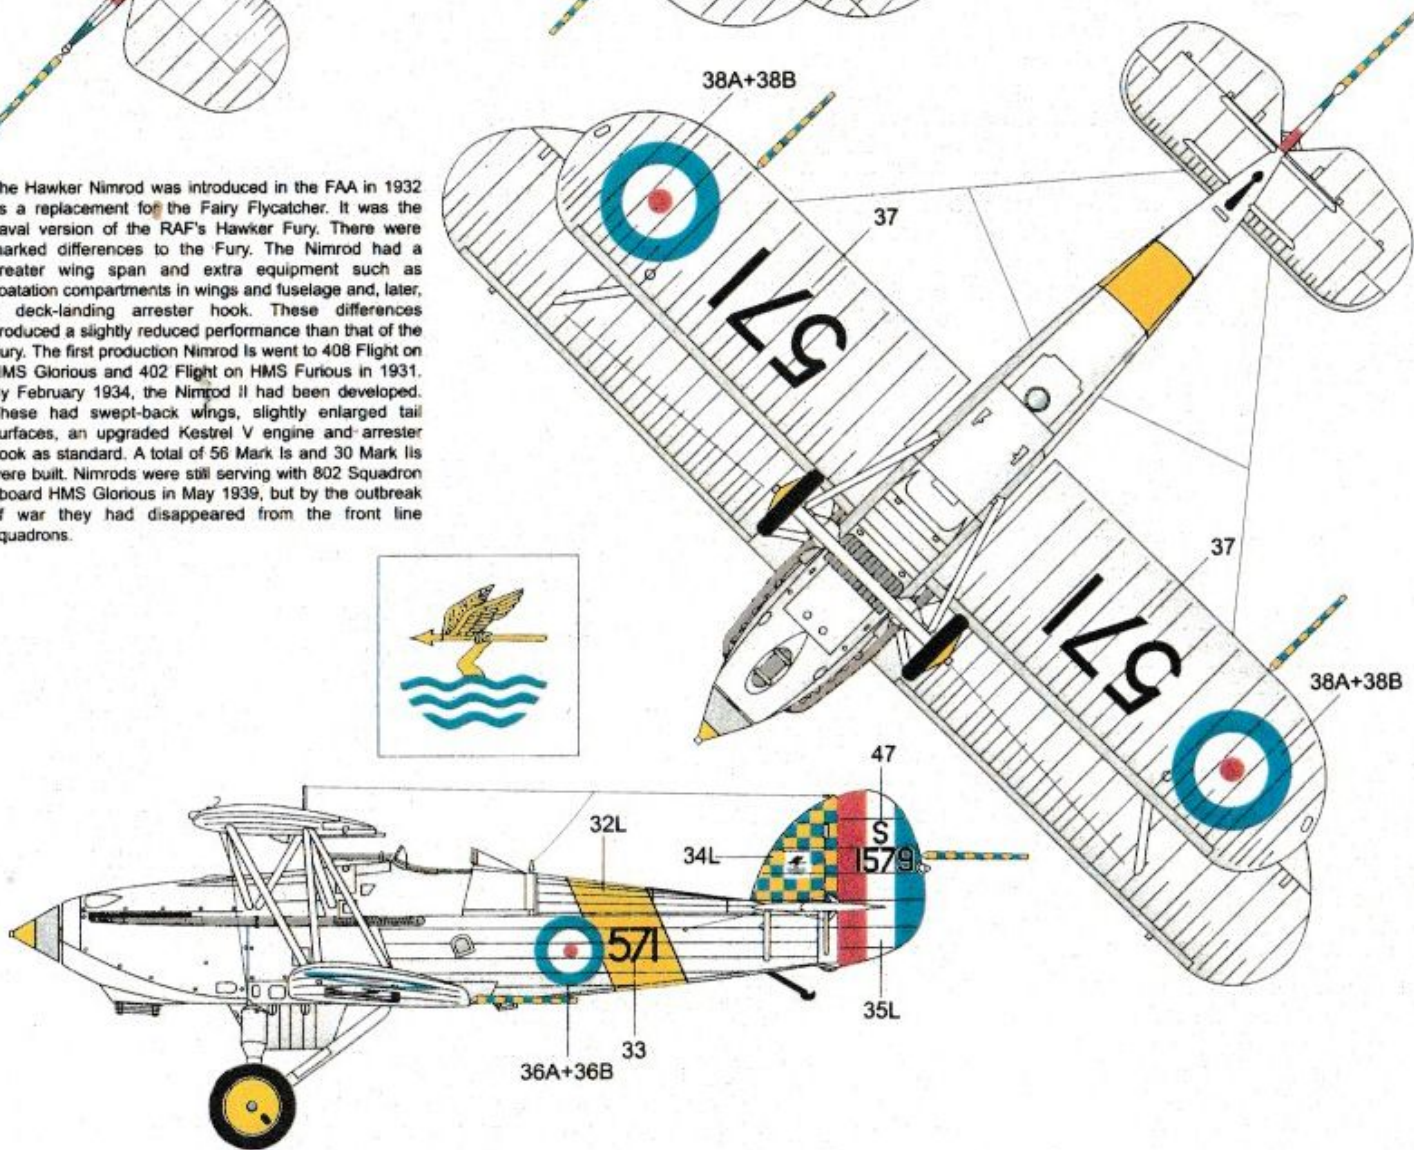 38A+38B
he Hawker Nimrod was introduced in the FAA in 1932
s a replacement for the Fairy Flycatcher. It was the
aval version of the RAF's Hawker Fury. There were
arked differences to the Fury. The Nimrod had a
reater wing span and extra equipment such as
oatation compartments in wings and fuselage and, later,
deck-landing arrester hook. These differences
roduced a slightly reduced performance than that of the
ury. The first production Nimrod Is went to 408 Flight on
MS Glorious and 402 Flight on HMS Furious in 1931.
y February 1934, the Nimrod II had been developed.
hese had swept-back wings, slightly enlarged tail
urfaces, an upgraded Kestrel V engine and arrester
ook as standard. A total of 56 Mark Is and 30 Mark IIs
ere built. Nimrods were still serving with 802 Squadron
board HMS Glorious in May 1939, but by the outbreak
f war they had disappeared from the front line
quadrons.
37
571
37
571
38A+38B
47
32L
34L
S
1579
571
35L
33
36A+36B